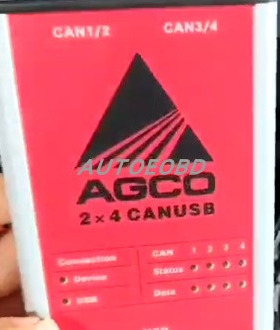 CAN1/2 CAN3/4
AUTOEOBD
AGCO
2×4 CANUSB
Connection CAN 1 2 3 4
Device Status
USB Data